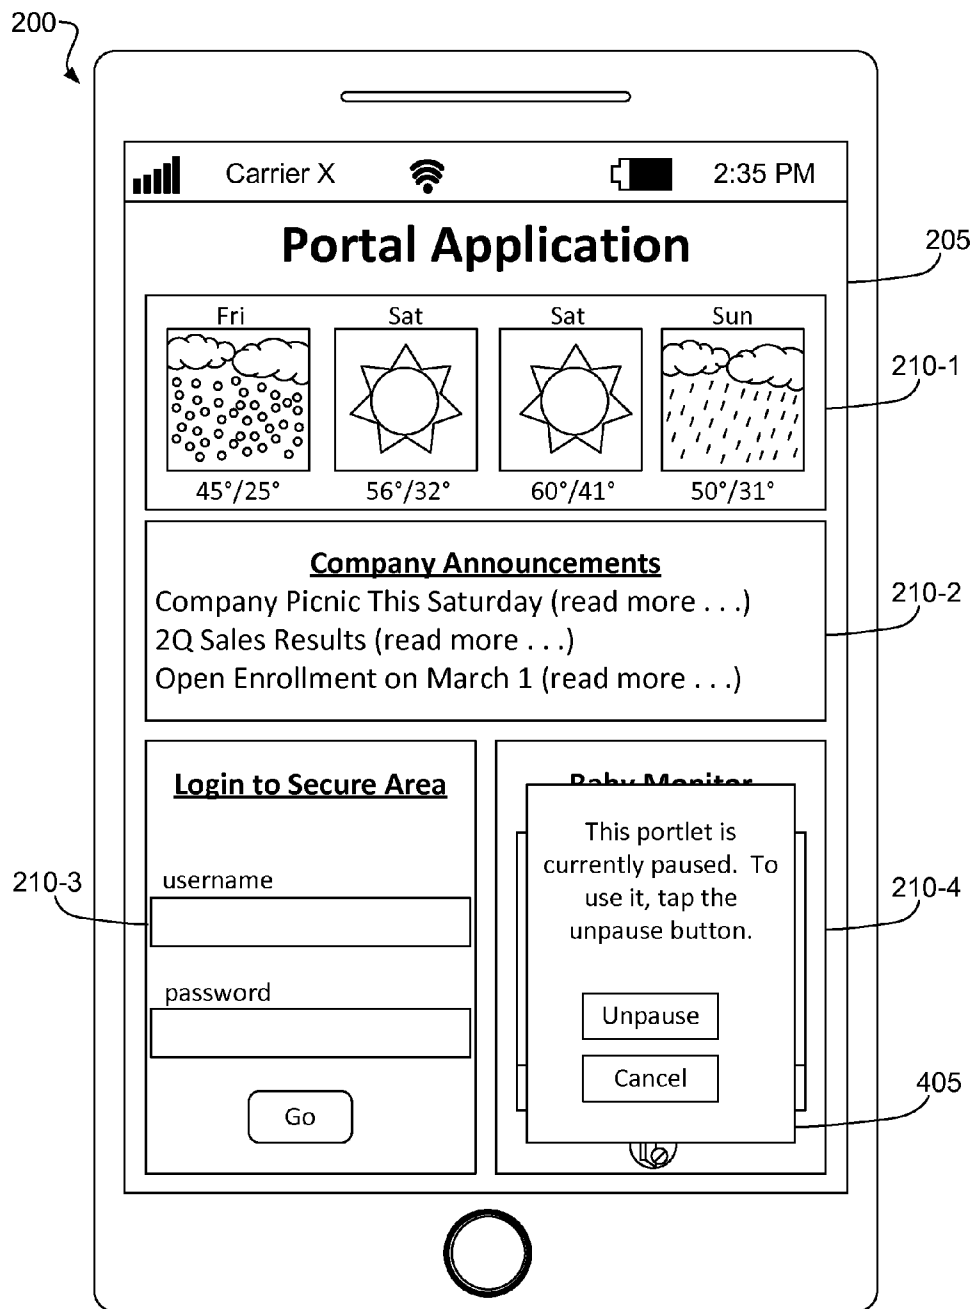 200
Carrier X 2:35 PM
Portal Application
205
Fri Sat Sat Sun
210-1
45°/25° 56°/32° 60°/41° 50°/31°
Company Announcements
210-2
Company Picnic This Saturday (read more . . .)
2Q Sales Results (read more . . .)
Open Enrollment on March 1 (read more . . .)
Login to Secure Area
Baby Monitor
This portlet is
currently paused. To
use it, tap the
unpause button.
210-3
username
210-4
password
Unpause
Cancel
405
Go